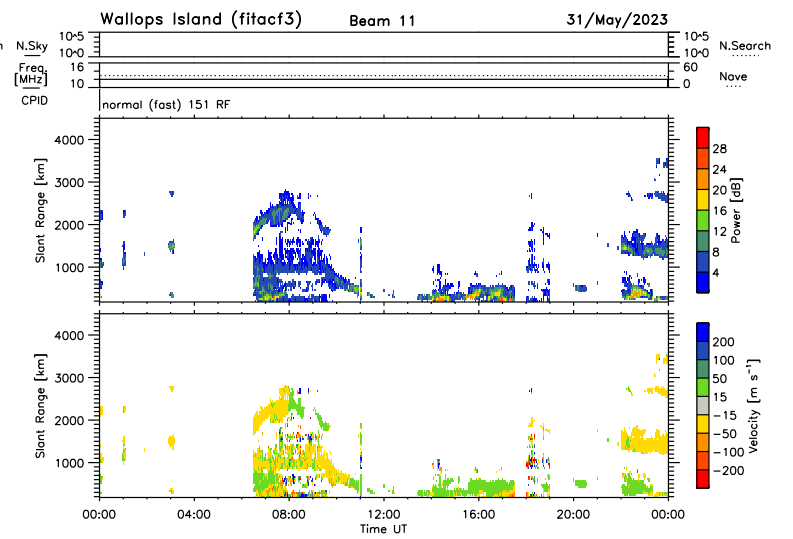 Wallops Island (fitacf3) Beam 11 31/May/2023
n N.Sky 10^5 10^5 N.Search
10^0 10^0
Freq. 16 60 Nave
[MHz] 10 0
CPID normal (fast) 151 RF
Slant Range [km]
4000
3000
2000
1000
28
24
20
16
12
8
4
Power [dB]
Slant Range [km]
4000
3000
2000
1000
200
100
50
15
-15
-50
-100
-200
Velocity [m s⁻¹]
00:00 04:00 08:00 12:00 16:00 20:00 00:00
Time UT